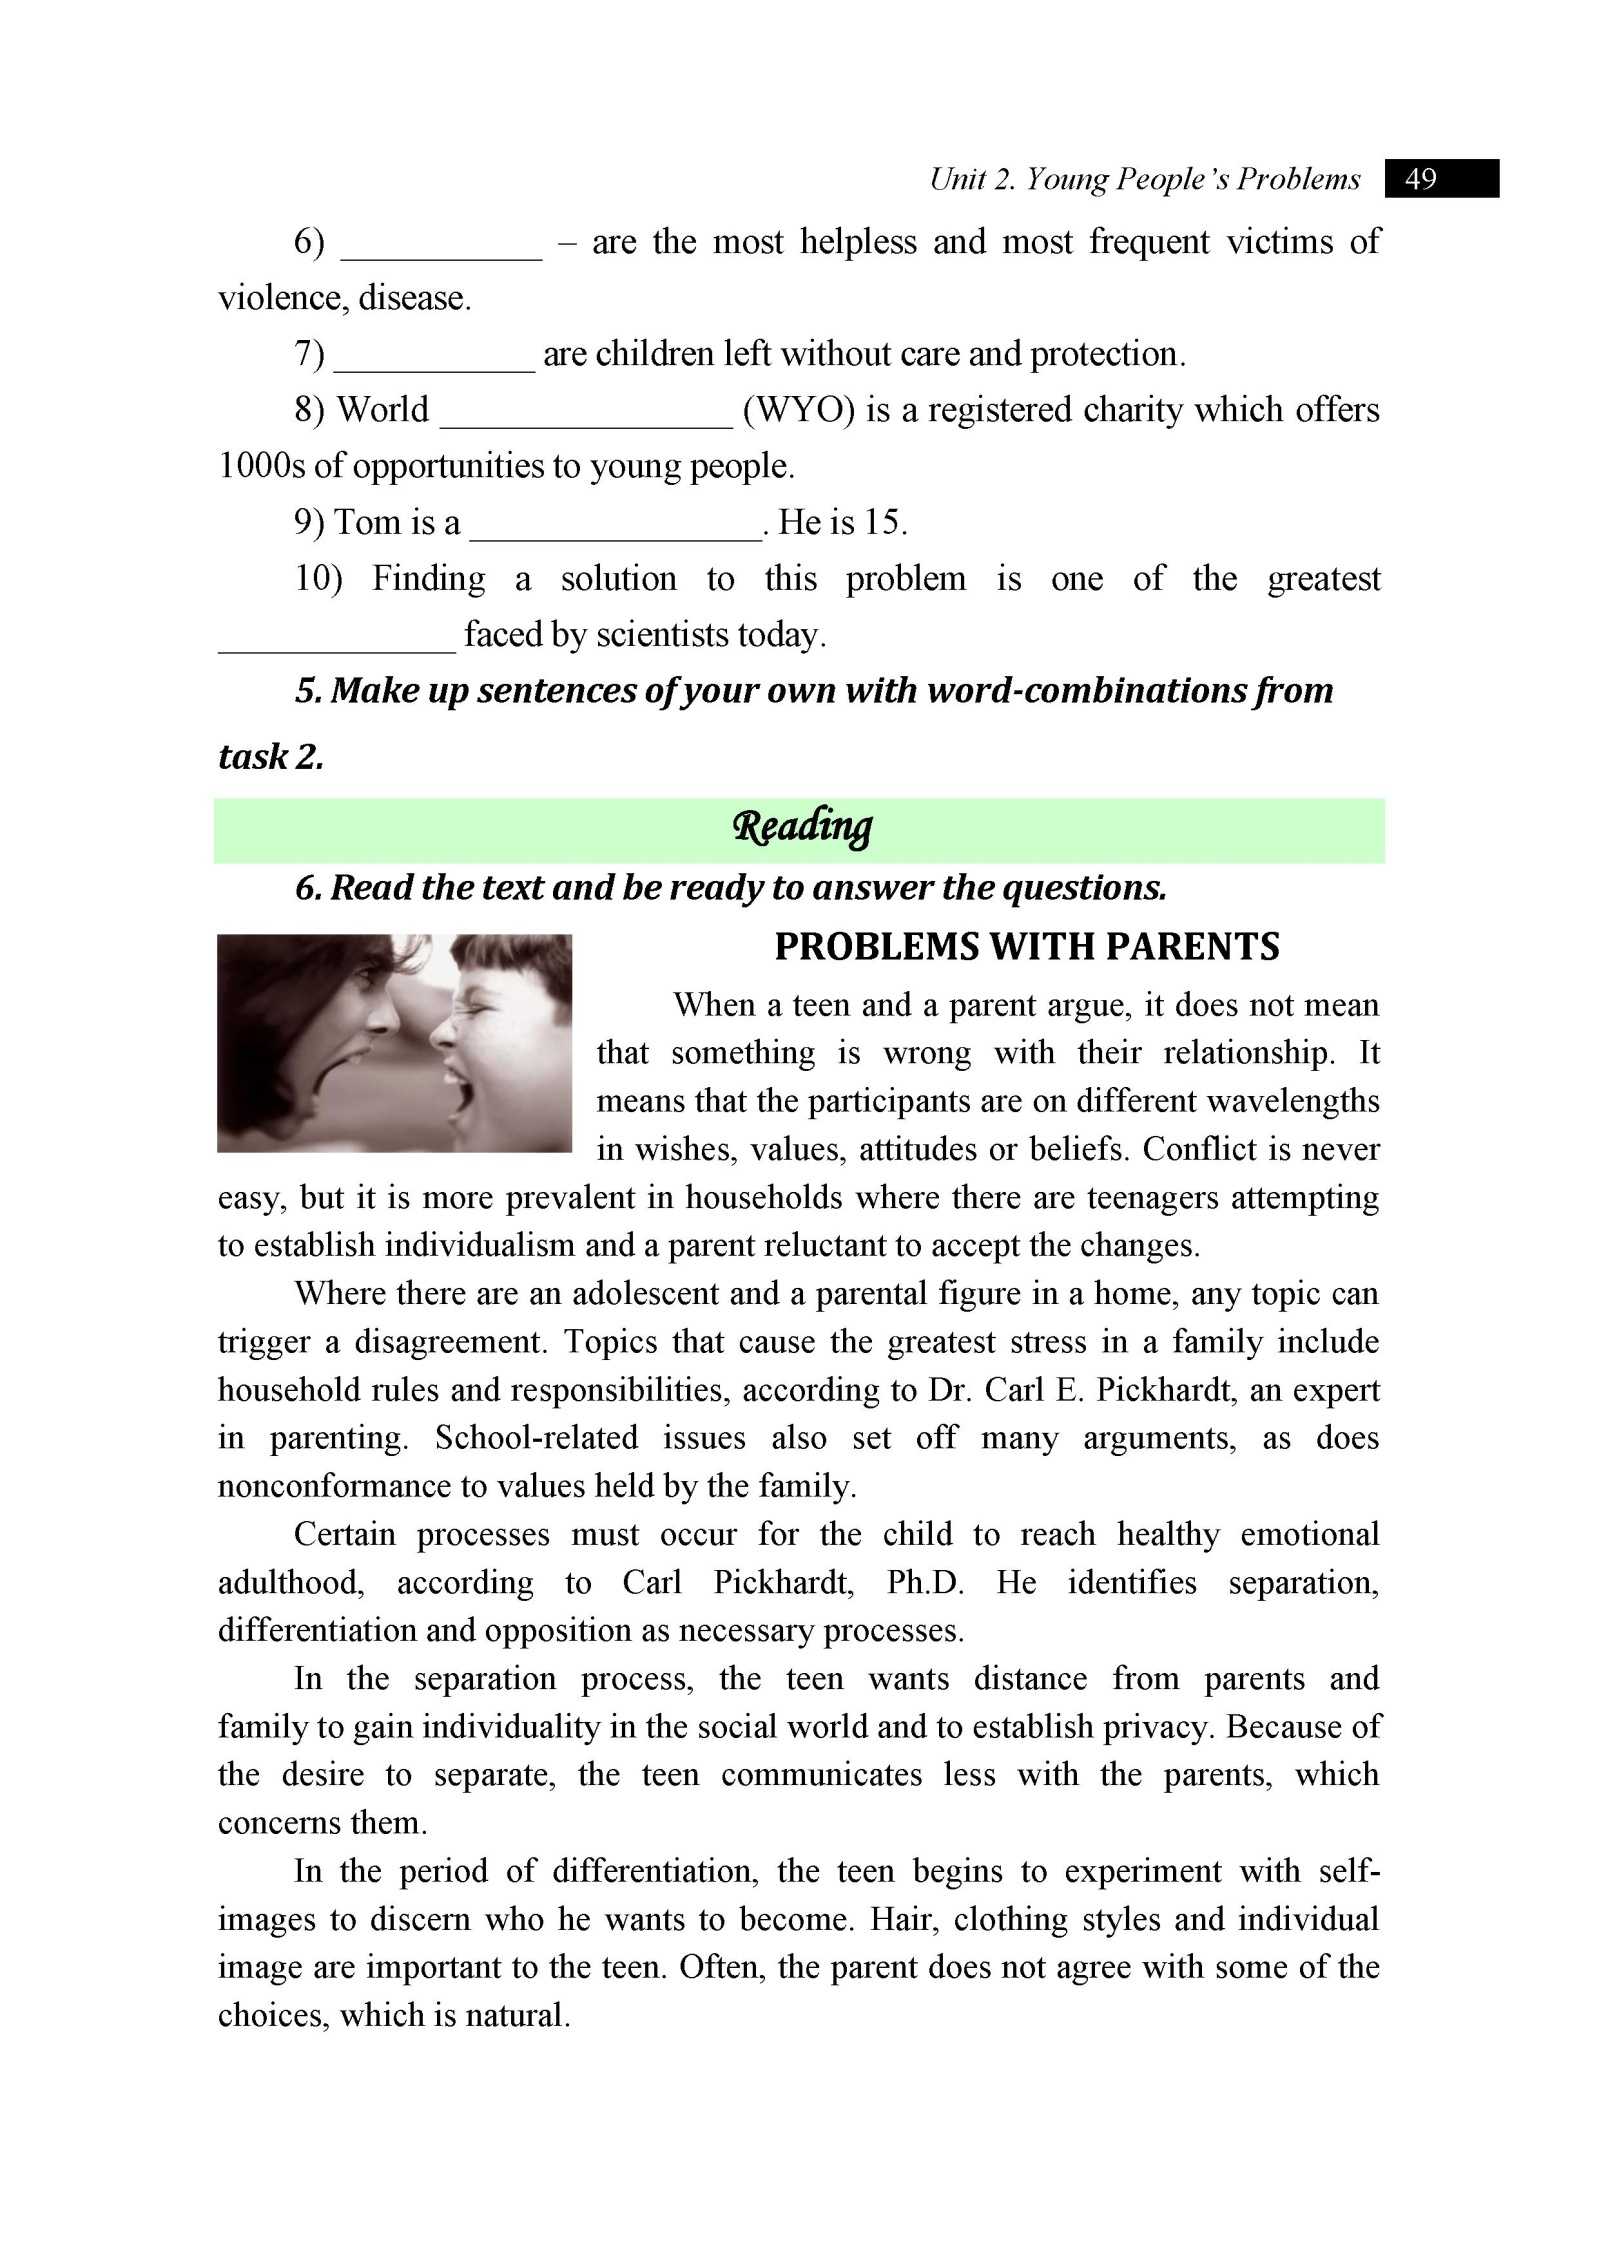 Unit 2. Young People's Problems 49
6) ___________ – are the most helpless and most frequent victims of
violence, disease.
7) ___________ are children left without care and protection.
8) World ________________ (WYO) is a registered charity which offers
1000s of opportunities to young people.
9) Tom is a ________________. He is 15.
10) Finding a solution to this problem is one of the greatest
_____________ faced by scientists today.
5. Make up sentences of your own with word-combinations from
task 2.
Reading
6. Read the text and be ready to answer the questions.
PROBLEMS WITH PARENTS
When a teen and a parent argue, it does not mean
that something is wrong with their relationship. It
means that the participants are on different wavelengths
in wishes, values, attitudes or beliefs. Conflict is never
easy, but it is more prevalent in households where there are teenagers attempting
to establish individualism and a parent reluctant to accept the changes.
Where there are an adolescent and a parental figure in a home, any topic can
trigger a disagreement. Topics that cause the greatest stress in a family include
household rules and responsibilities, according to Dr. Carl E. Pickhardt, an expert
in parenting. School-related issues also set off many arguments, as does
nonconformance to values held by the family.
Certain processes must occur for the child to reach healthy emotional
adulthood, according to Carl Pickhardt, Ph.D. He identifies separation,
differentiation and opposition as necessary processes.
In the separation process, the teen wants distance from parents and
family to gain individuality in the social world and to establish privacy. Because of
the desire to separate, the teen communicates less with the parents, which
concerns them.
In the period of differentiation, the teen begins to experiment with self-
images to discern who he wants to become. Hair, clothing styles and individual
image are important to the teen. Often, the parent does not agree with some of the
choices, which is natural.